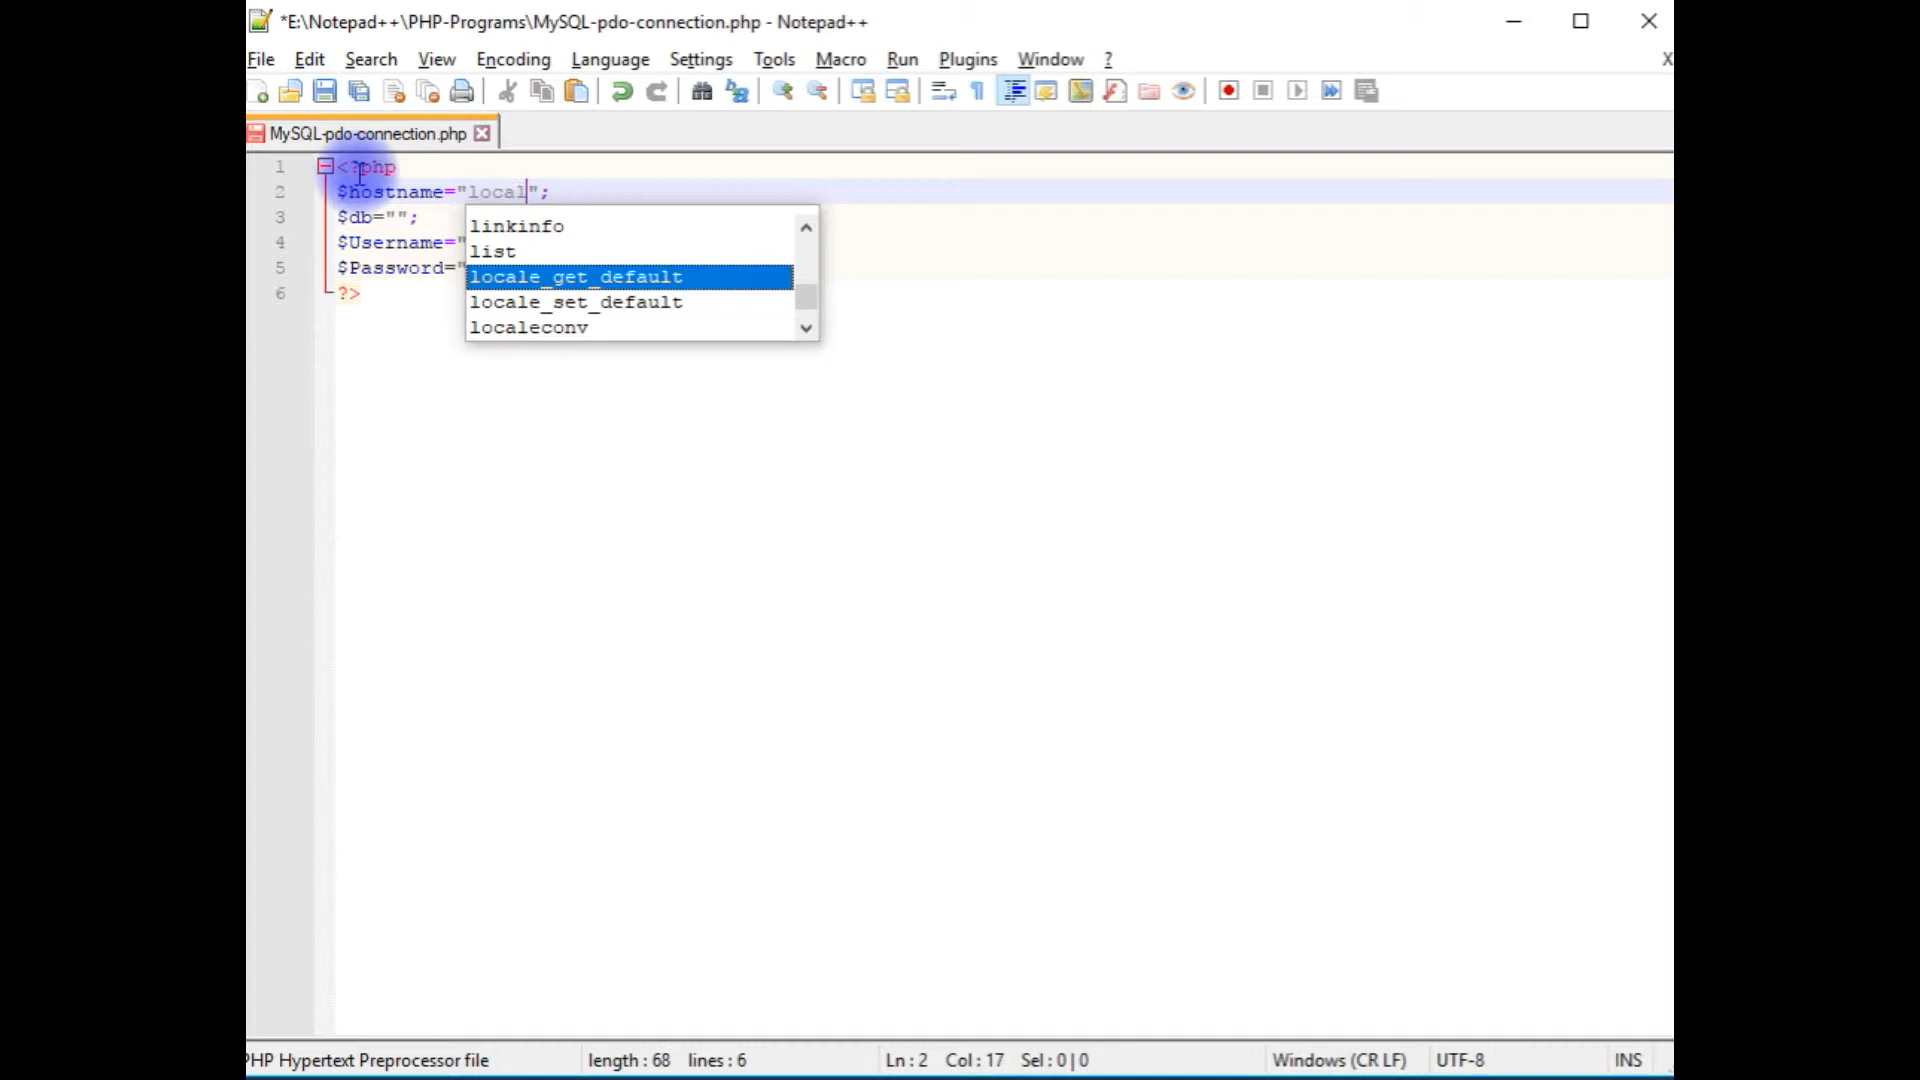 *E:\Notepad++\PHP-Programs\MySQL-pdo-connection.php - Notepad++
File Edit Search View Encoding Language Settings Tools Macro Run Plugins Window ? X
MySQL-pdo-connection.php
1 <?php
2 $hostname="local";
3 $db="";
4 $Username="
5 $Password="
6 ?>
linkinfo
list
locale_get_default
locale_set_default
localeconv
PHP Hypertext Preprocessor file length : 68 lines : 6 Ln : 2 Col : 17 Sel : 0 | 0 Windows (CR LF) UTF-8 INS